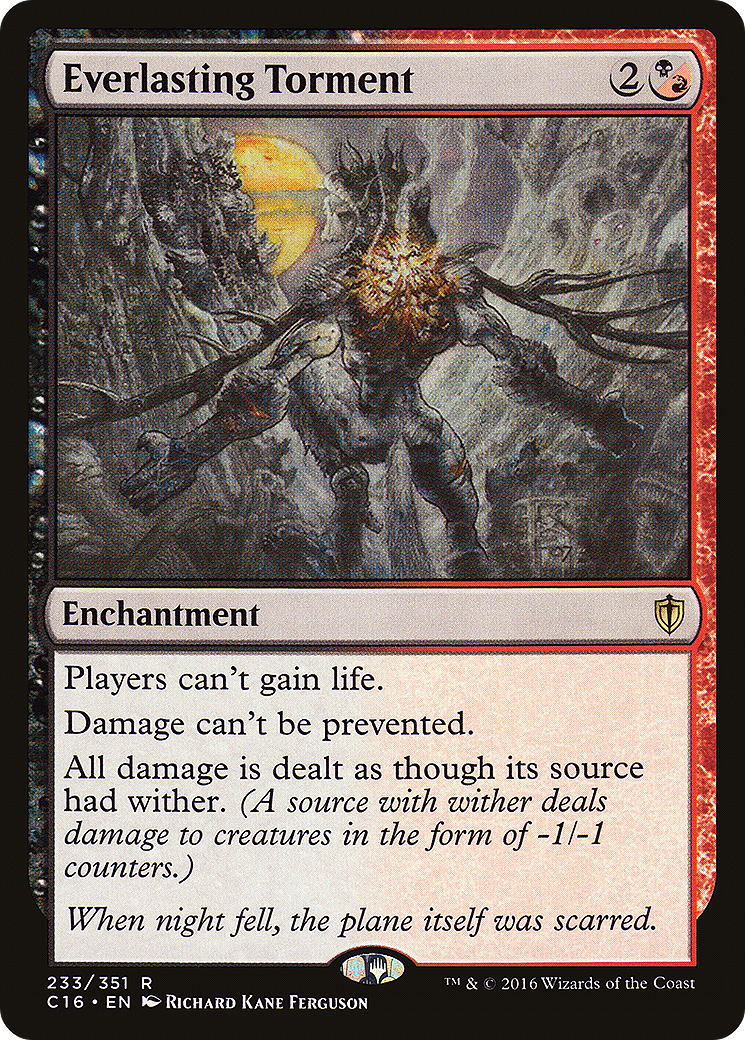 Everlasting Torment 2
Enchantment
Players can't gain life.
Damage can't be prevented.
All damage is dealt as though its source
had wither. (A source with wither deals
damage to creatures in the form of -1/-1
counters.)
When night fell, the plane itself was scarred.
233/351 R
C16 • EN Richard Kane Ferguson
™ & © 2016 Wizards of the Coast